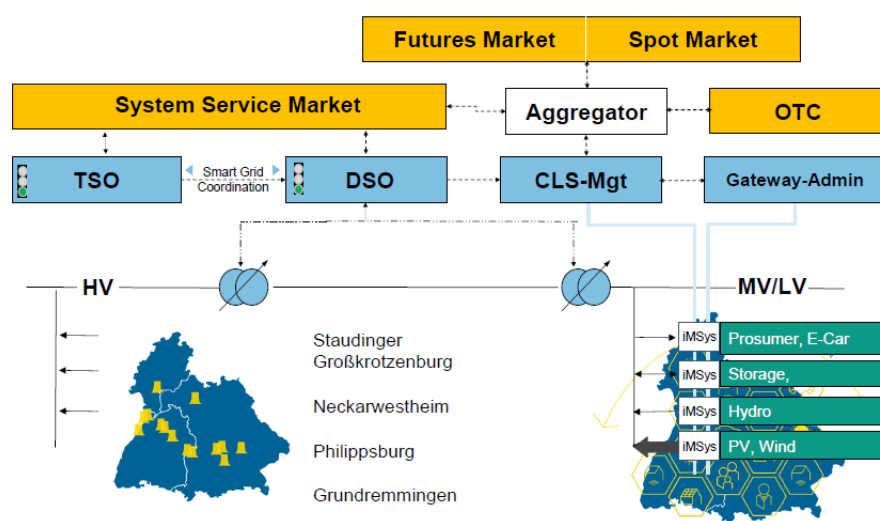 Futures Market
Spot Market
System Service Market
Aggregator
OTC
TSO
Smart Grid
Coordination
DSO
CLS-Mgt
Gateway-Admin
HV
MV/LV
Staudinger
Großkrotzenburg
Neckarwestheim
Philippsburg
Grundremmingen
iMSys
Prosumer, E-Car
iMSys
Storage,
iMSys
Hydro
iMSys
PV, Wind